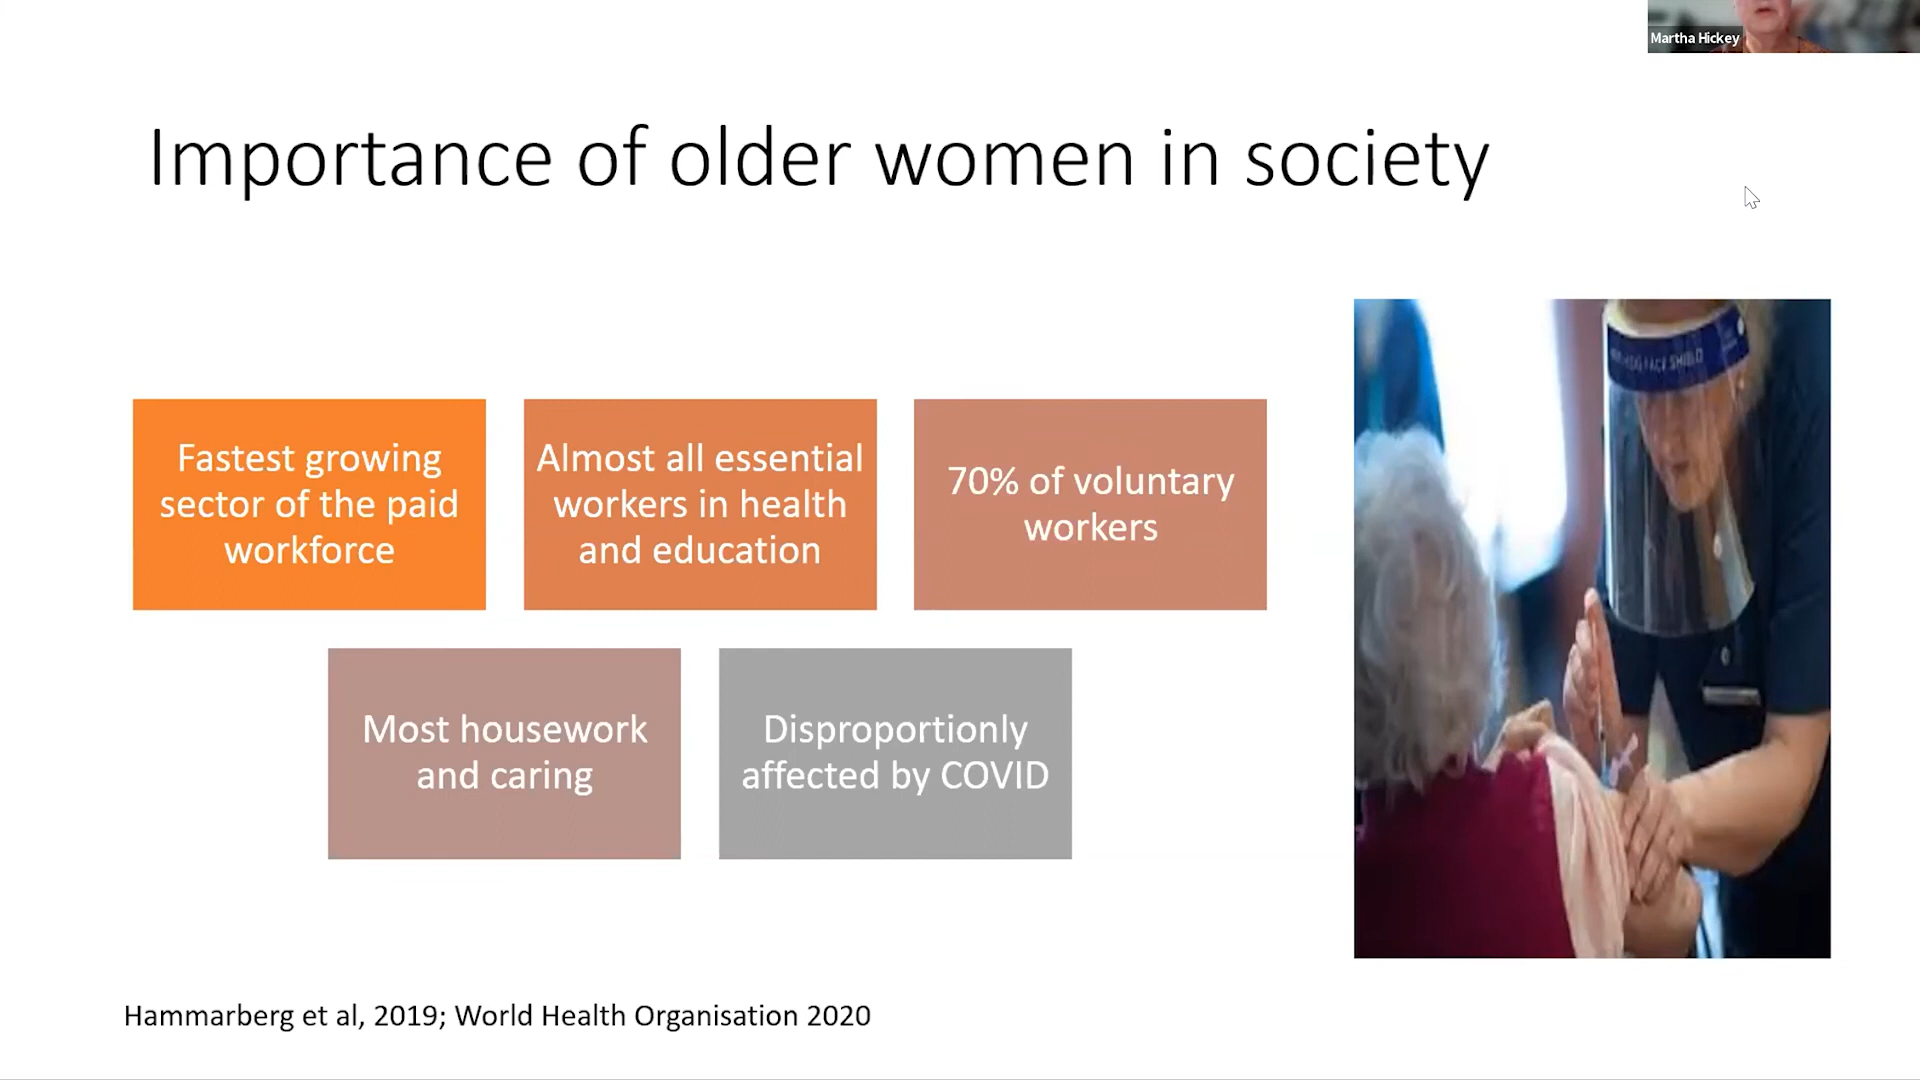 Martha Hickey
Importance of older women in society
Fastest growing
sector of the paid
workforce
Almost all essential
workers in health
and education
70% of voluntary
workers
Most housework
and caring
Disproportionly
affected by COVID
FACE SHIELD
Hammarberg et al, 2019; World Health Organisation 2020